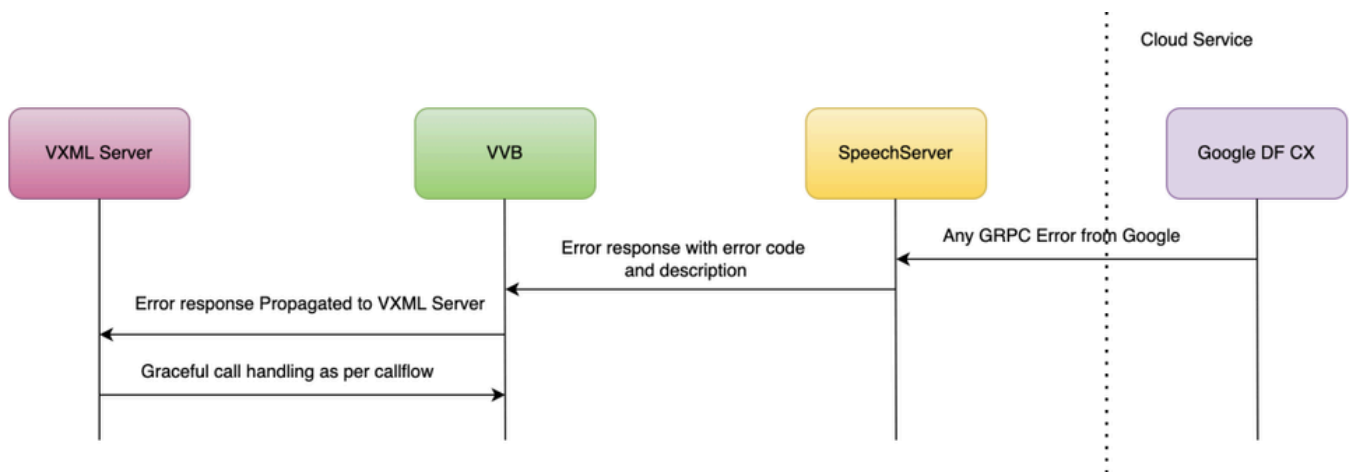 Cloud Service
VXML Server
VVB
SpeechServer
Google DF CX
Any GRPC Error from Google
Error response with error code
and description
Error response Propagated to VXML Server
Graceful call handling as per callflow